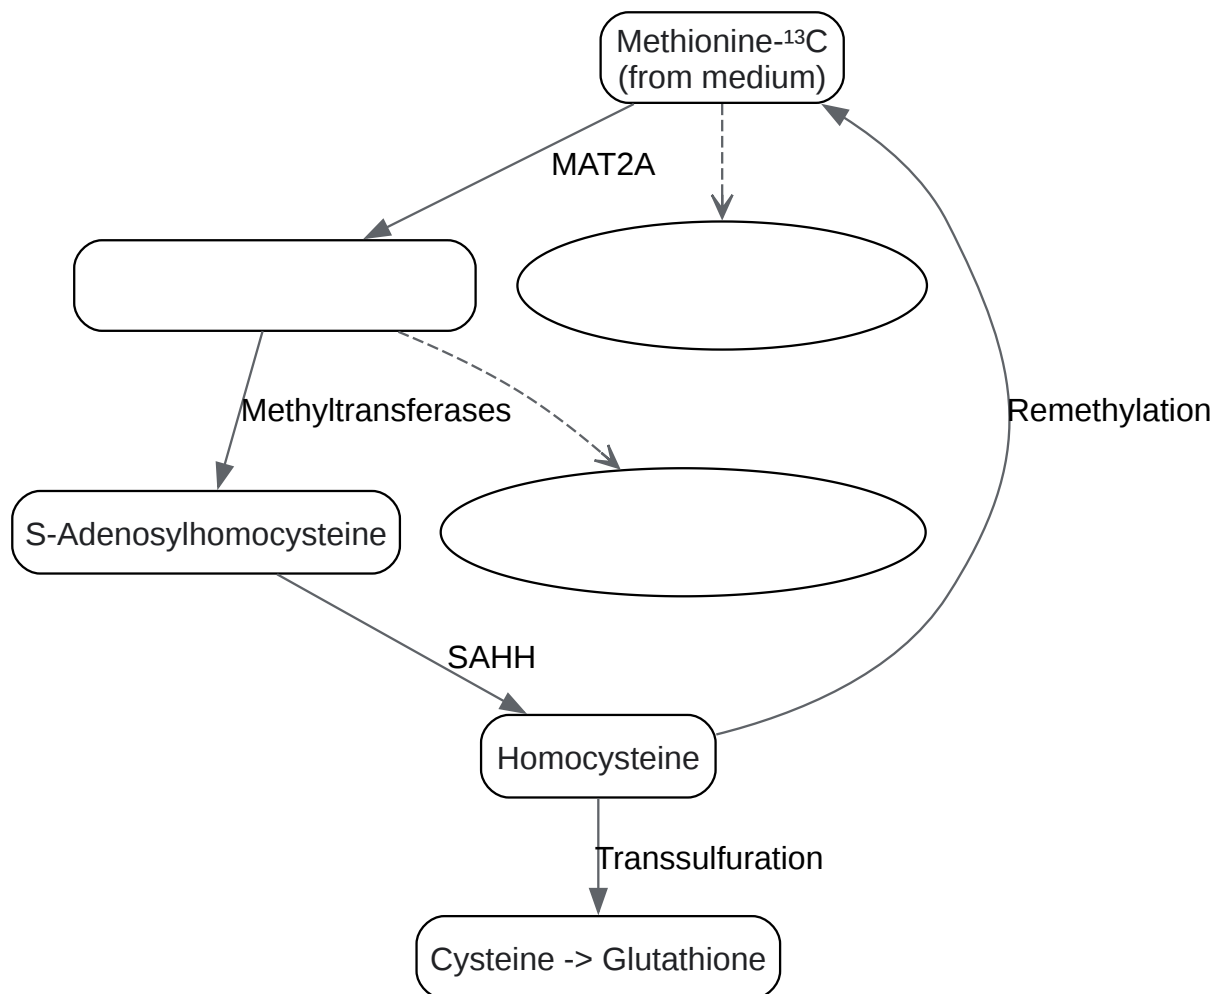 Methionine-¹³C
(from medium)
MAT2A
Methyltransferases
Remethylation
S-Adenosylhomocysteine
SAHH
Homocysteine
Transsulfuration
Cysteine -> Glutathione